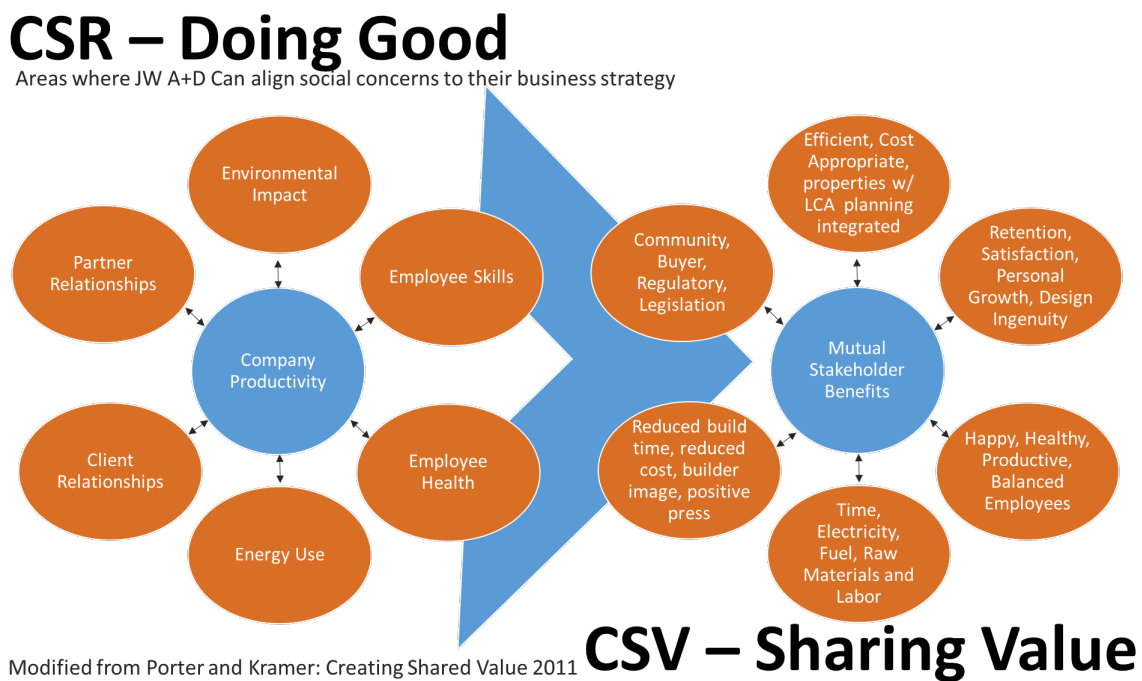 CSR – Doing Good
Areas where JW A+D Can align social concerns to their business strategy
Environmental
Impact
Partner
Relationships
Employee Skills
Company
Productivity
Client
Relationships
Employee
Health
Energy Use
Efficient, Cost
Appropriate,
properties w/
LCA planning
integrated
Community,
Buyer,
Regulatory,
Legislation
Retention,
Satisfaction,
Personal
Growth, Design
Ingenuity
Mutual
Stakeholder
Benefits
Reduced build
time, reduced
cost, builder
image, positive
press
Happy, Healthy,
Productive,
Balanced
Employees
Time,
Electricity,
Fuel, Raw
Materials and
Labor
CSV – Sharing Value
Modified from Porter and Kramer: Creating Shared Value 2011